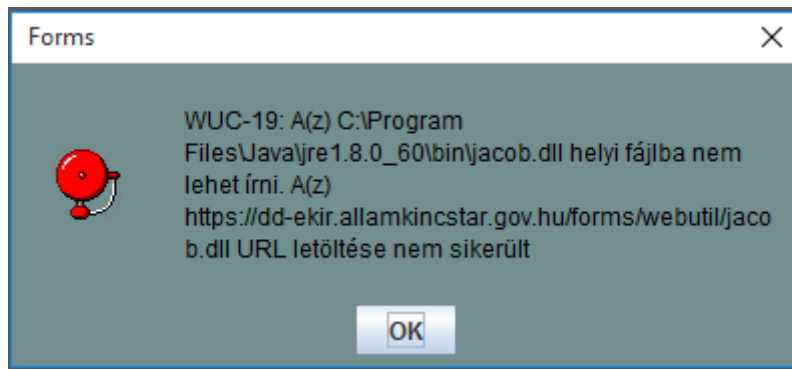 Forms
WUC-19: A(z) C:\Program
Files\Java\jre1.8.0_60\bin\jacob.dll helyi fájlba nem
lehet írni. A(z)
https://dd-ekir.allamkincstar.gov.hu/forms/webutil/jaco
b.dll URL letöltése nem sikerült
OK